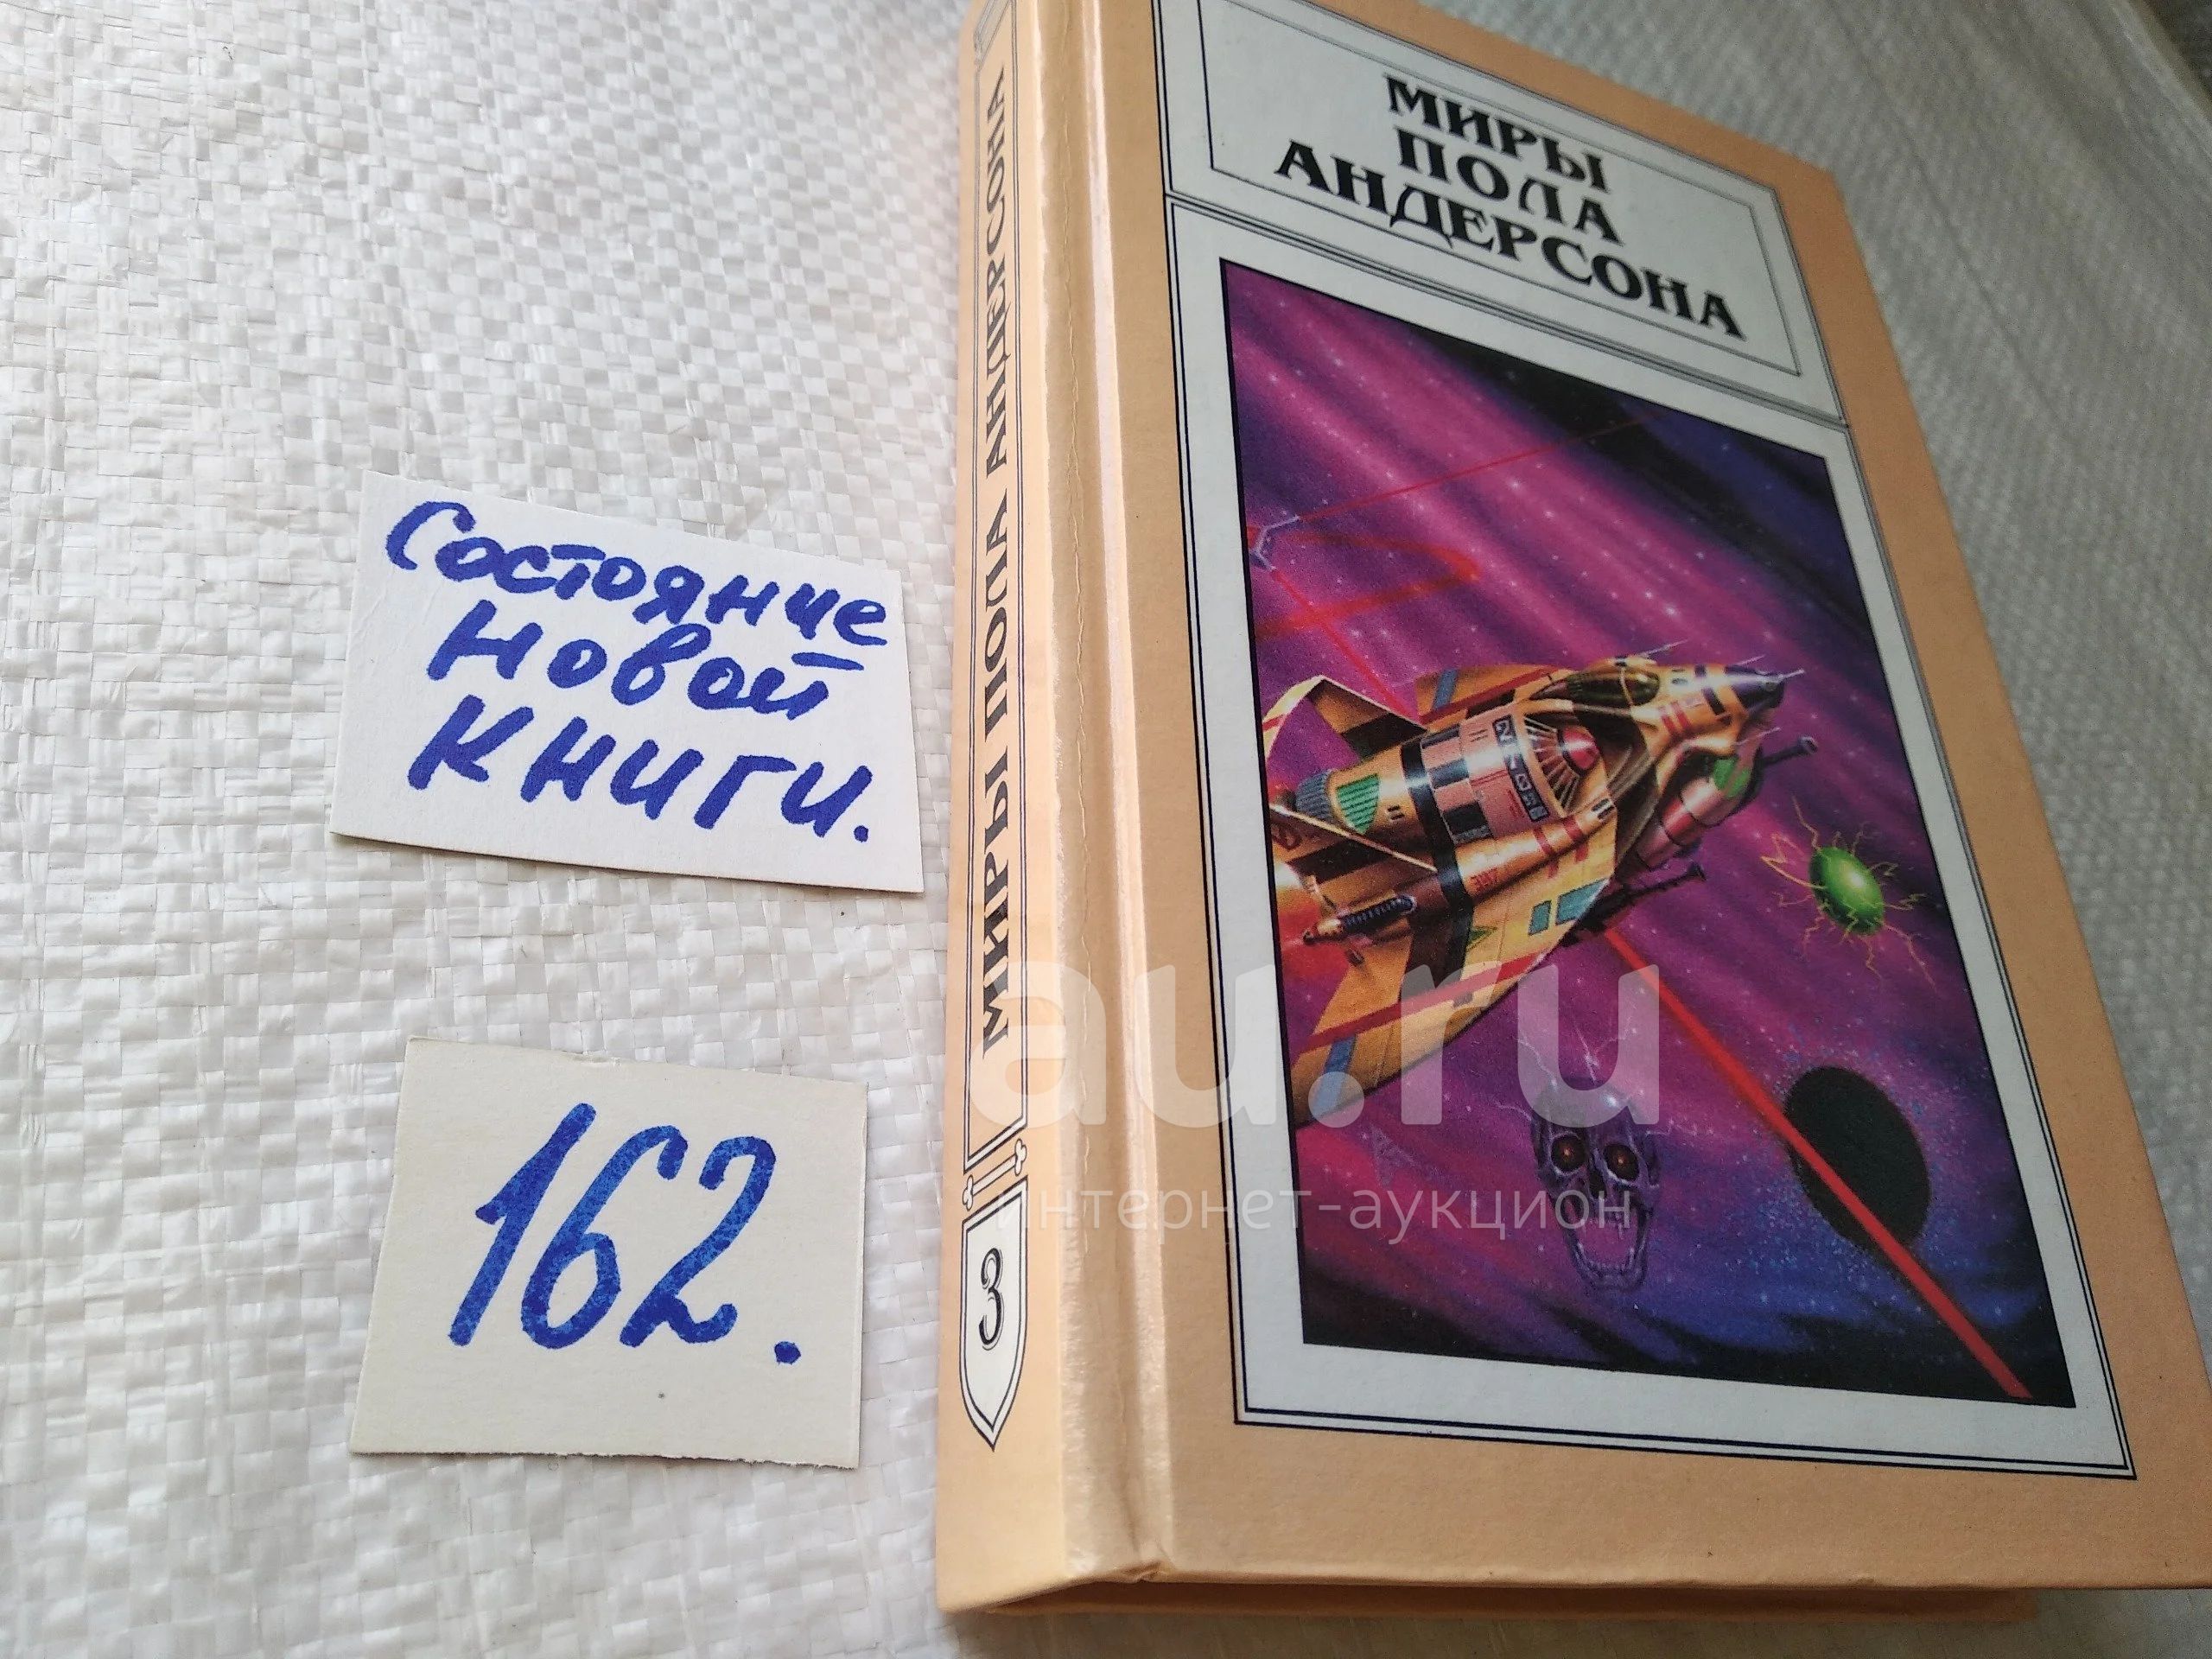 МИРЫ
ПОЛА
АНДЕРСОНА
МИРЫ ПОЛА АНДЕРСОНА
3
Состояние
новой
книги.
162.
au.ru
интернет-аукцион